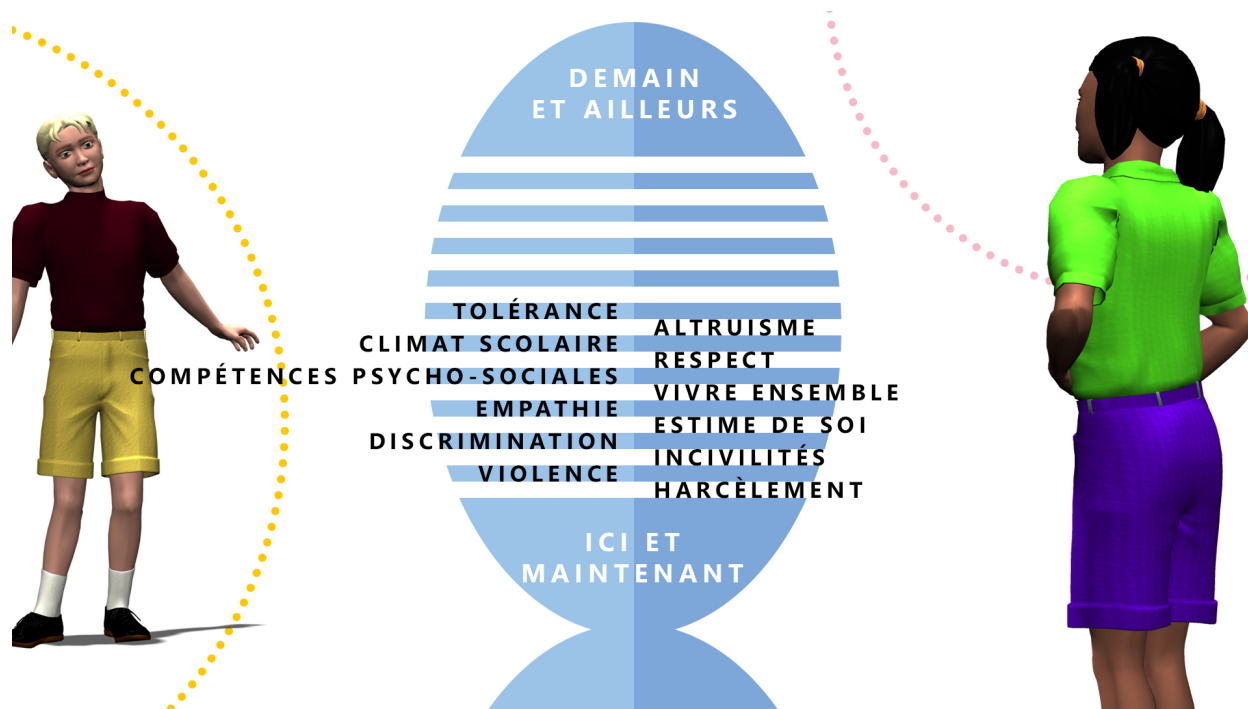 DEMAIN
ET AILLEURS
TOLÉRANCE
ALTRUISME
CLIMAT SCOLAIRE
RESPECT
COMPÉTENCES PSYCHO-SOCIALES
VIVRE ENSEMBLE
EMPATHIE
ESTIME DE SOI
DISCRIMINATION
INCIVILITÉS
VIOLENCE
HARCÈLEMENT
ICI ET
MAINTENANT